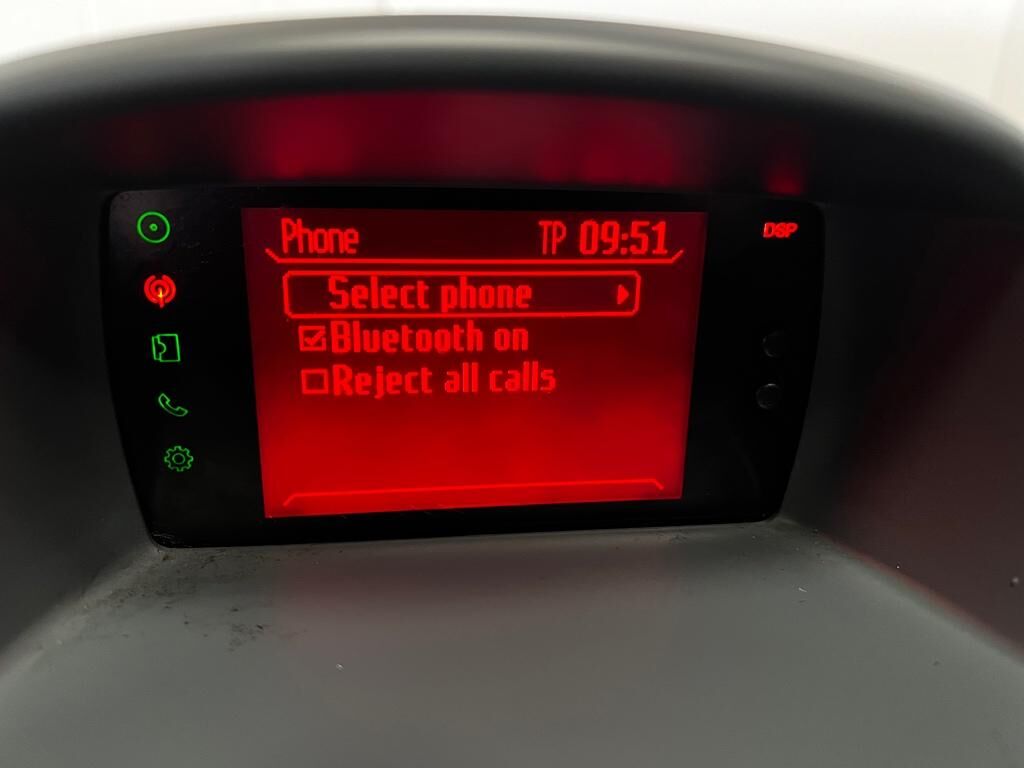 Phone TP 09:51 DSP
Select phone
Bluetooth on
Reject all calls